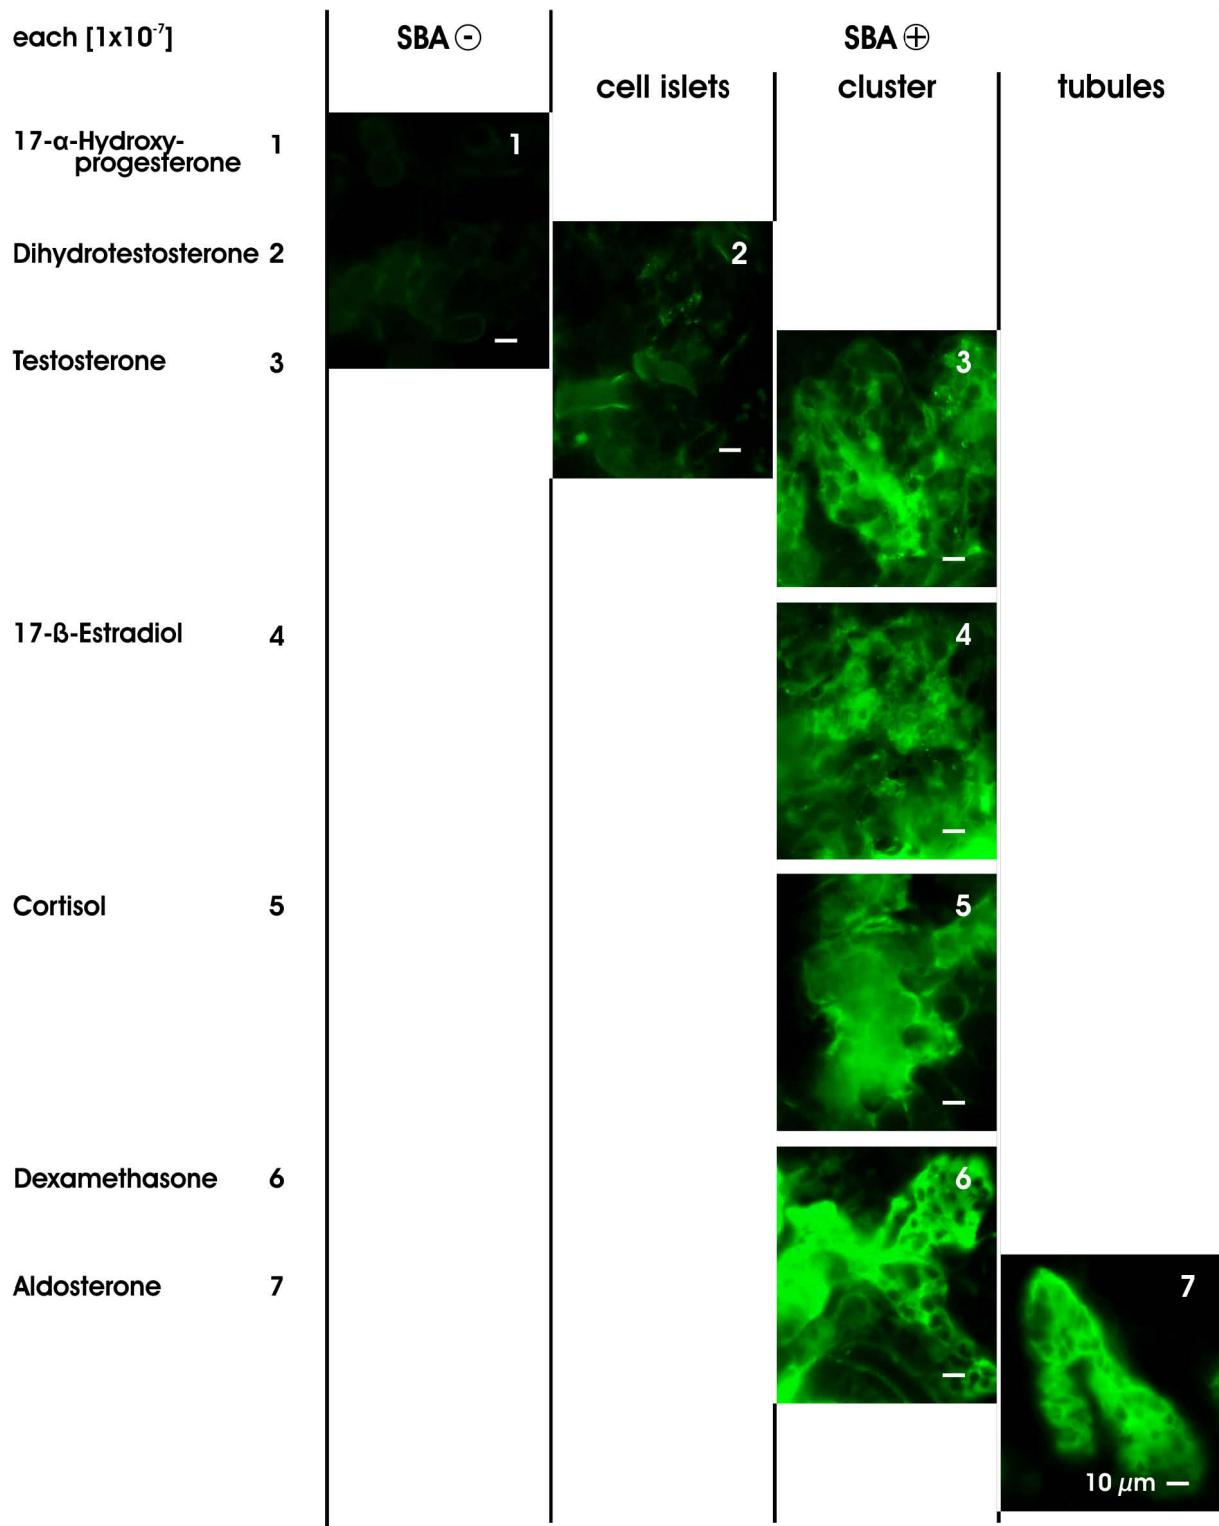 each [1x10⁻⁷]
SBA ⊖
SBA ⊕
cell islets
cluster
tubules
17-α-Hydroxy-
progesterone 1
1
Dihydrotestosterone 2
2
Testosterone 3
3
17-ß-Estradiol 4
4
Cortisol 5
5
Dexamethasone 6
6
Aldosterone 7
7
10 µm